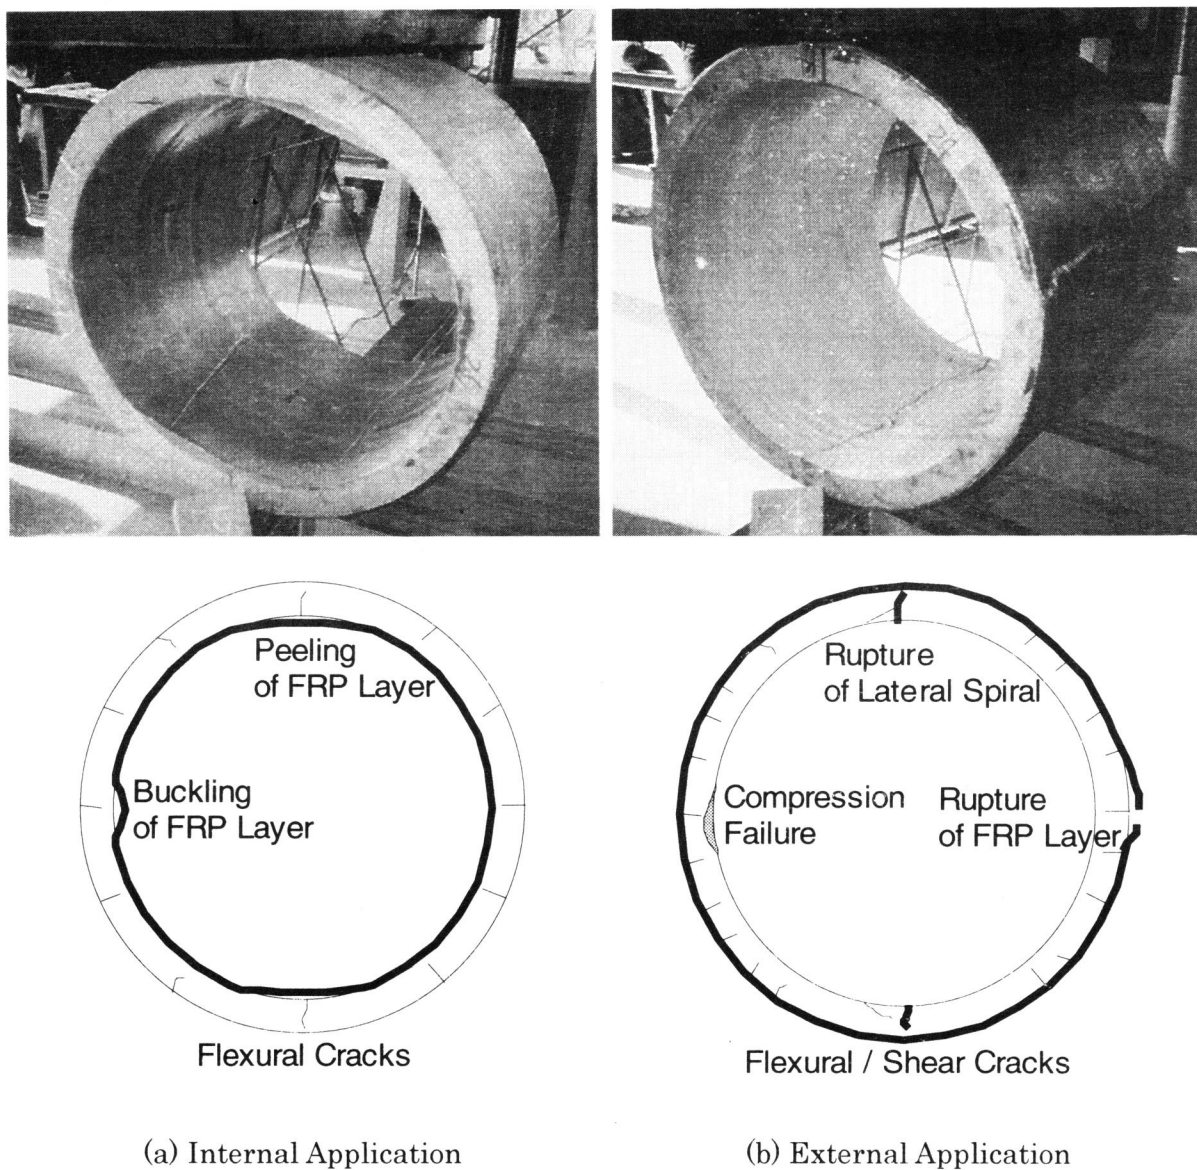 Peeling
of FRP Layer
Buckling
of FRP Layer
Flexural Cracks
Rupture
of Lateral Spiral
Compression
Failure
Rupture
of FRP Layer
Flexural / Shear Cracks
(a) Internal Application
(b) External Application